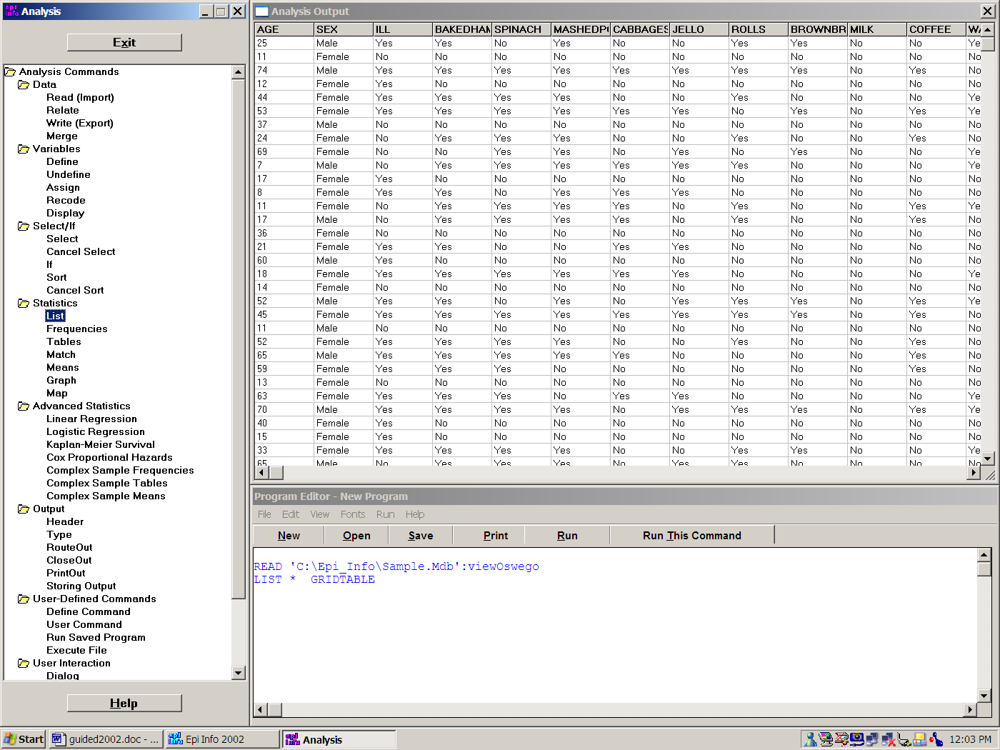 Analysis
Exit
Analysis Commands
Data
Read (Import)
Relate
Write (Export)
Merge
Variables
Define
Undefine
Assign
Recode
Display
Select/If
Select
Cancel Select
If
Sort
Cancel Sort
Statistics
List
Frequencies
Tables
Match
Means
Graph
Map
Advanced Statistics
Linear Regression
Logistic Regression
Kaplan-Meier Survival
Cox Proportional Hazards
Complex Sample Frequencies
Complex Sample Tables
Complex Sample Means
Output
Header
Type
RouteOut
CloseOut
PrintOut
Storing Output
User-Defined Commands
Define Command
User Command
Run Saved Program
Execute File
User Interaction
Dialog
Help
Analysis Output
AGE SEX ILL BAKEDHAM SPINACH MASHEDP CABBAGES JELLO ROLLS BROWNBR MILK COFFEE WA
25 Male Yes Yes No Yes No No Yes Yes No No Ye
11 Female No No No No No No No No No No No
74 Male Yes Yes Yes Yes Yes Yes Yes Yes No Yes No
12 Female Yes No No No No No No No No No No
44 Female Yes Yes Yes Yes No No Yes No No No Ye
53 Female Yes Yes Yes Yes Yes Yes No Yes No Yes Ye
37 Male No No No No No No No No No No No
24 Female No Yes Yes Yes No No Yes No No Yes No
69 Female No No Yes Yes No Yes No Yes No No Ye
7 Male No Yes Yes Yes Yes Yes Yes No No No Ye
17 Female Yes No No No No No No No No No No
8 Female Yes Yes No Yes Yes Yes No No No No No
11 Female No Yes No Yes Yes No Yes No No Yes No
17 Male No Yes Yes Yes Yes No Yes No No Yes No
36 Female No No No No No No No No No No No
21 Female Yes Yes No No Yes Yes No No No No No
60 Male Yes No No No No No No No No No No
18 Female Yes Yes Yes Yes Yes Yes No No No No Ye
14 Female No No No No No No No No No No No
52 Male Yes Yes No Yes No Yes Yes Yes No Yes Ye
45 Female Yes Yes Yes Yes Yes Yes Yes Yes No Yes No
11 Male No No No No No No No No No No No
52 Female Yes Yes Yes Yes No No Yes No No Yes No
65 Male Yes Yes Yes Yes Yes No No No No Yes No
59 Female Yes Yes Yes No No No No No No Yes No
13 Female No No No No No No No No No No No
63 Female Yes Yes Yes No Yes Yes No No No No Ye
70 Male Yes Yes Yes Yes No Yes Yes Yes No Yes Ye
40 Female Yes No No No No No No No No No No
15 Female Yes No No No No No No No No No No
33 Female Yes Yes Yes Yes No No Yes Yes No No Ye
65 Male No Yes Yes Yes No Yes Yes No No No No
Program Editor - New Program
File Edit View Fonts Run Help
New Open Save Print Run Run This Command
READ 'C:\Epi_Info\Sample.Mdb':viewOswego
LIST * GRIDTABLE
Start guided2002.doc - ... Epi Info 2002 Analysis 12:03 PM